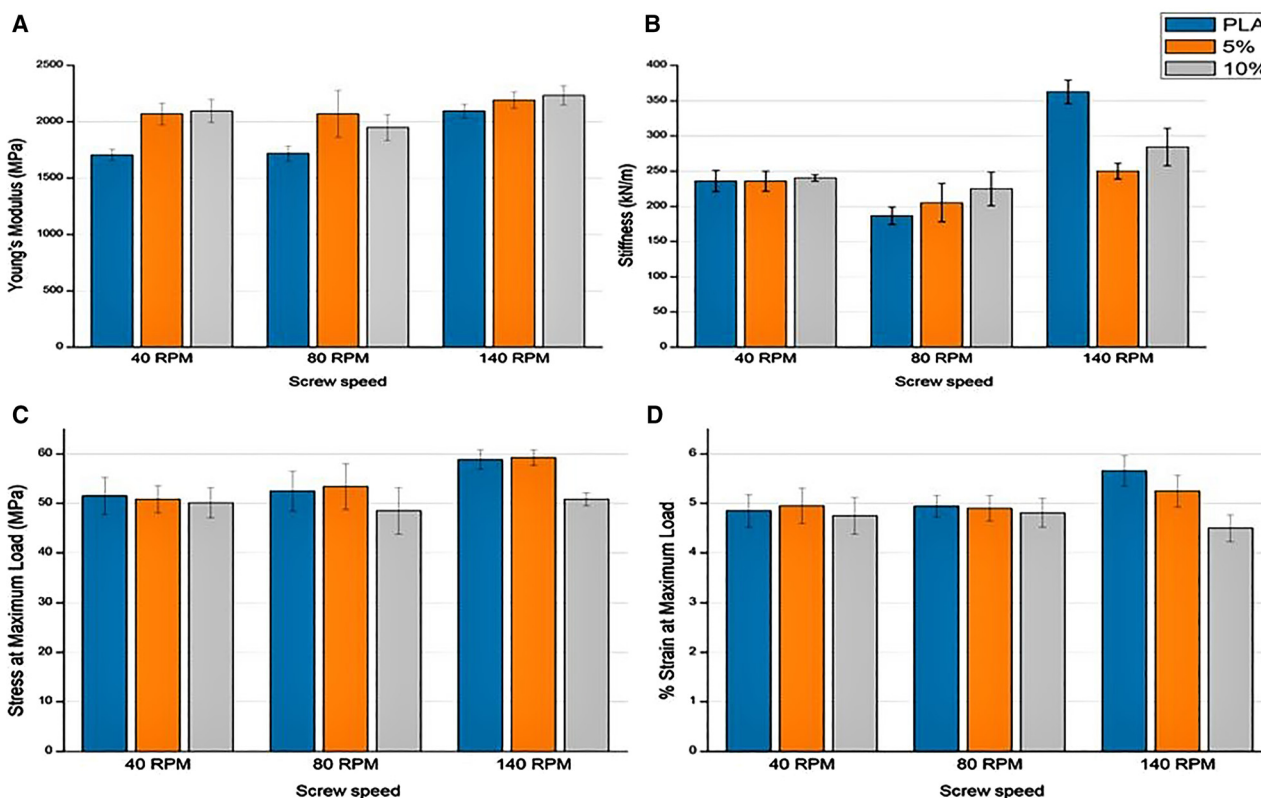 A
Young's Modulus (MPa)
2500
2000
1500
1000
500
0
40 RPM 80 RPM 140 RPM
Screw speed
B
PLA
5%
10%
Stiffness (kN/m)
400
350
300
250
200
150
100
50
0
40 RPM 80 RPM 140 RPM
Screw speed
C
Stress at Maximum Load (MPa)
60
50
40
30
20
10
0
40 RPM 80 RPM 140 RPM
Screw speed
D
% Strain at Maximum Load
6
5
4
3
2
1
0
40 RPM 80 RPM 140 RPM
Screw speed